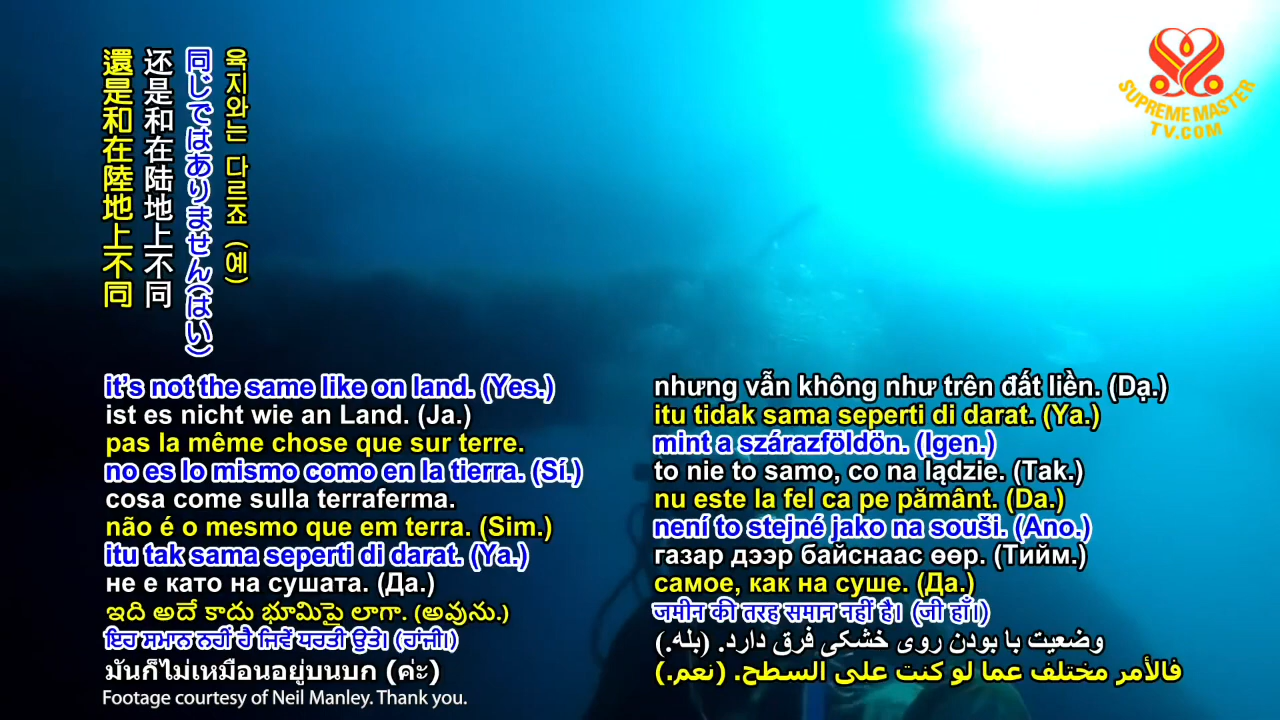 SUPREME MASTER
TV.COM
還是和在陸地上不同
还是和在陆地上不同
同じではありません(はい)
육지와는 다르죠 (예)
it's not the same like on land. (Yes.)
ist es nicht wie an Land. (Ja.)
pas la même chose que sur terre.
no es lo mismo como en la tierra. (Sí.)
cosa come sulla terraferma.
não é o mesmo que em terra. (Sim.)
itu tak sama seperti di darat. (Ya.)
не е като на сушата. (Да.)
ఇది అదే కాదు భూమిపై లాగా. (అవును.)
ਇਹ ਸਮਾਨ ਨਹੀਂ ਹੈ ਜਿਵੇਂ ਧਰਤੀ ਉਤੇ। (ਹਾਂਜੀ।)
มันก็ไม่เหมือนอยู่บนบก (ค่ะ)
Footage courtesy of Neil Manley. Thank you.
nhưng vẫn không như trên đất liền. (Dạ.)
itu tidak sama seperti di darat. (Ya.)
mint a szárazföldön. (Igen.)
to nie to samo, co na lądzie. (Tak.)
nu este la fel ca pe pământ. (Da.)
není to stejné jako na souši. (Ano.)
газар дээр байснаас өөр. (Тийм.)
самое, как на суше. (Да.)
जमीन की तरह समान नहीं है। (जी हाँ।)
وضعیت با بودن روی خشکی فرق دارد. (بله.)
فالأمر مختلف عما لو كنت على السطح. (نعم.)